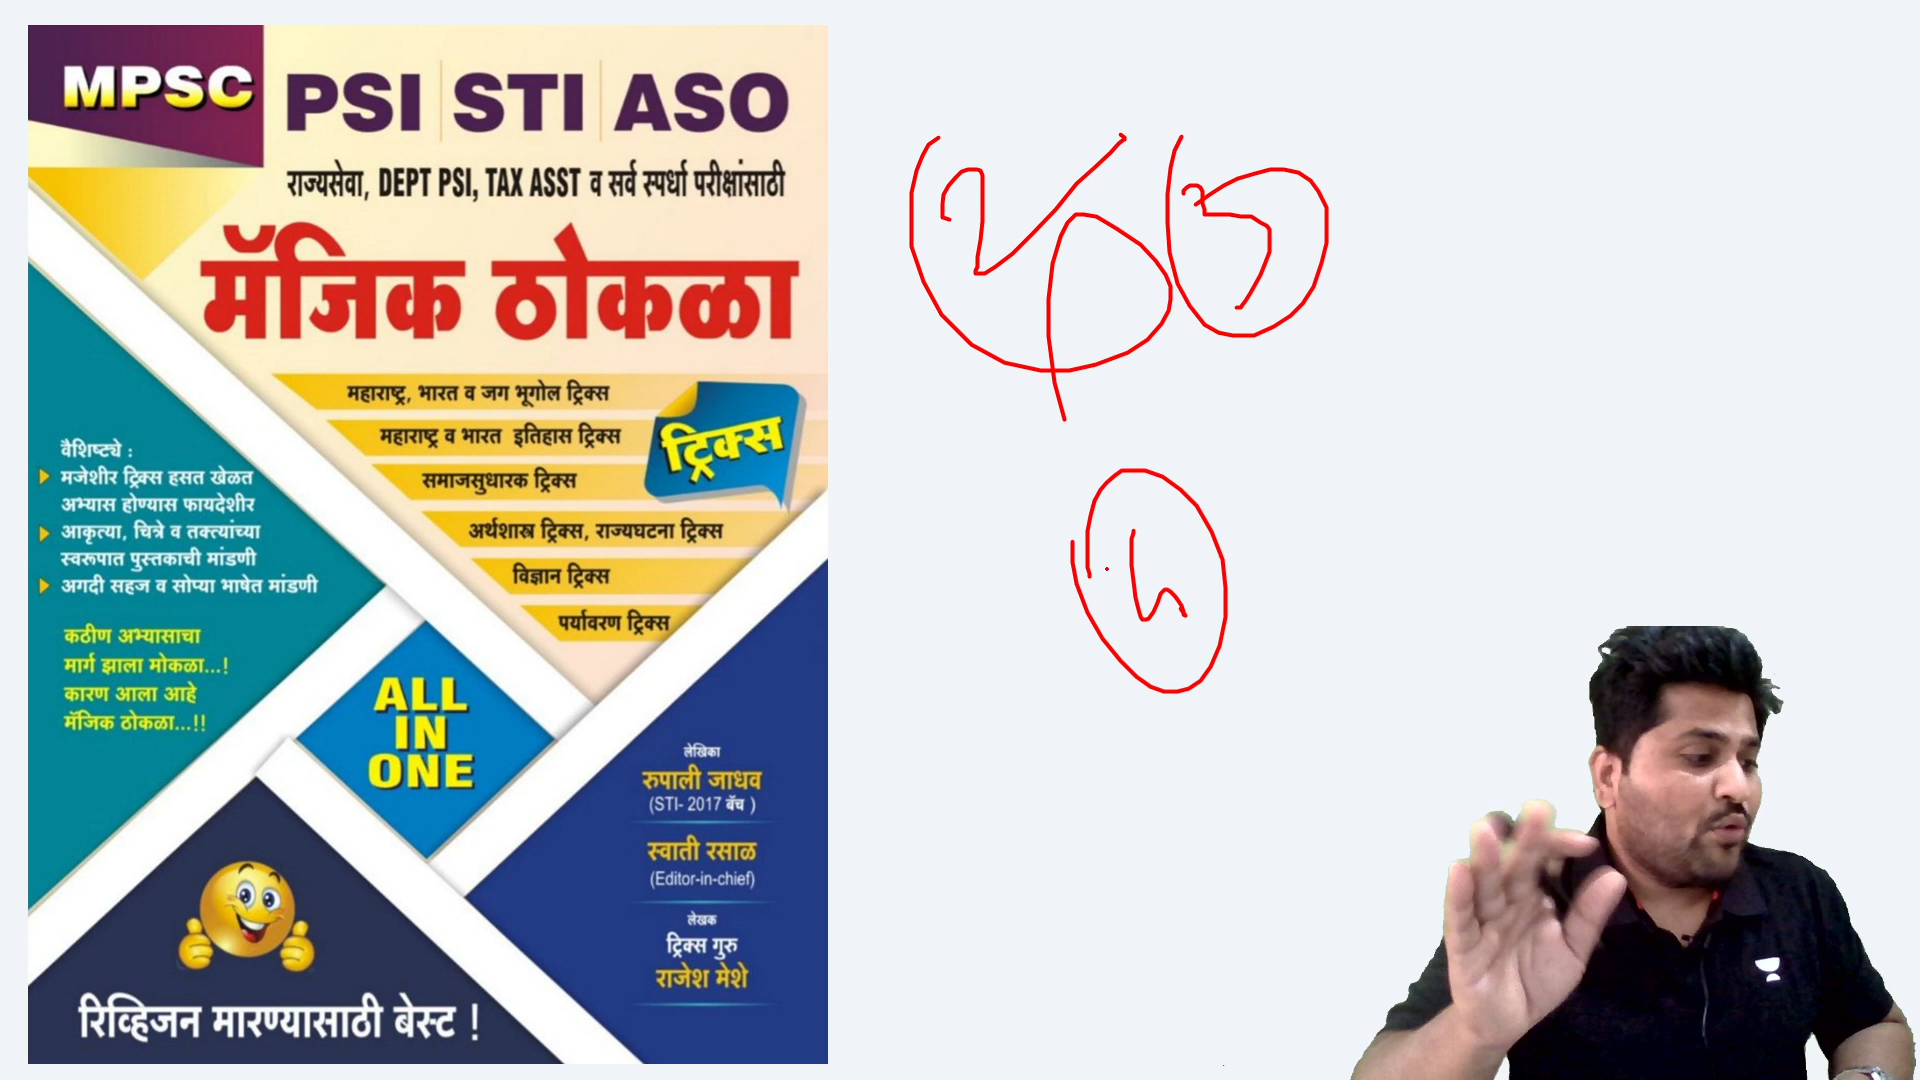 MPSC
PSI STI ASO
राज्यसेवा, DEPT PSI, TAX ASST व सर्व स्पर्धा परीक्षांसाठी
मॅजिक ठोकळा
महाराष्ट्र, भारत व जग भूगोल ट्रिक्स
महाराष्ट्र व भारत इतिहास ट्रिक्स
समाजसुधारक ट्रिक्स
अर्थशास्त्र ट्रिक्स, राज्यघटना ट्रिक्स
विज्ञान ट्रिक्स
पर्यावरण ट्रिक्स
ट्रिक्स
वैशिष्ट्ये :
मजेशीर ट्रिक्स हसत खेळत
अभ्यास होण्यास फायदेशीर
आकृत्या, चित्रे व तक्त्यांच्या
स्वरूपात पुस्तकाची मांडणी
अगदी सहज व सोप्या भाषेत मांडणी
कठीण अभ्यासाचा
मार्ग झाला मोकळा...!
कारण आला आहे
मॅजिक ठोकळा...!!
ALL
IN
ONE
लेखिका
रुपाली जाधव
(STI- 2017 बॅच )
स्वाती रसाळ
(Editor-in-chief)
लेखक
ट्रिक्स गुरु
राजेश मेशे
रिव्हिजन मारण्यासाठी बेस्ट !